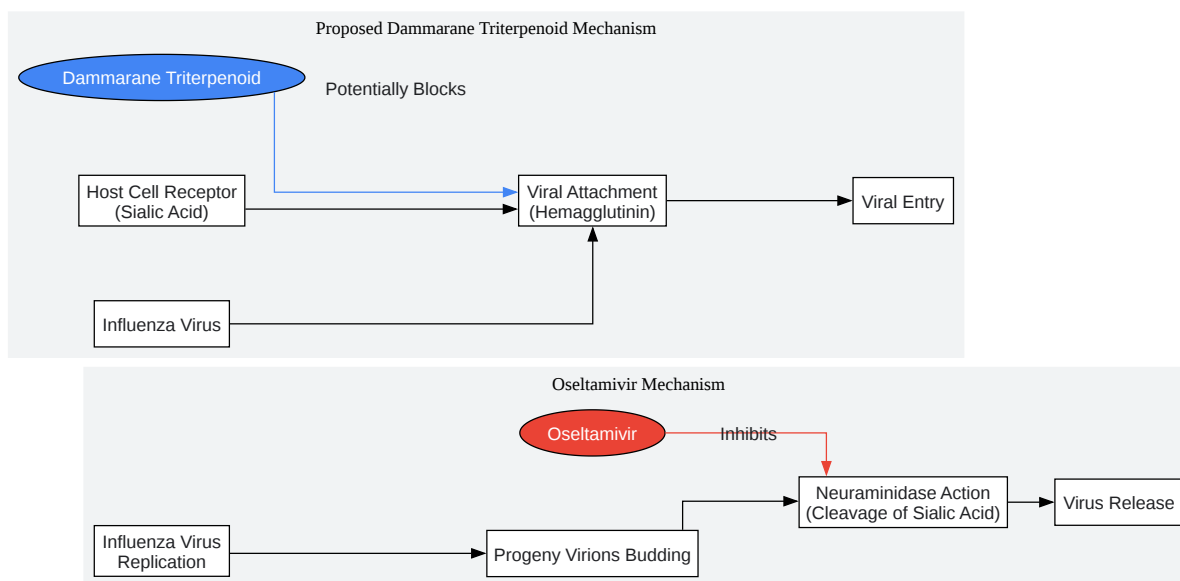 Proposed Dammarane Triterpenoid Mechanism
Dammarane Triterpenoid
Potentially Blocks
Host Cell Receptor
(Sialic Acid)
Viral Attachment
(Hemagglutinin)
Viral Entry
Influenza Virus
Oseltamivir Mechanism
Oseltamivir
Inhibits
Neuraminidase Action
(Cleavage of Sialic Acid)
Virus Release
Influenza Virus
Replication
Progeny Virions Budding